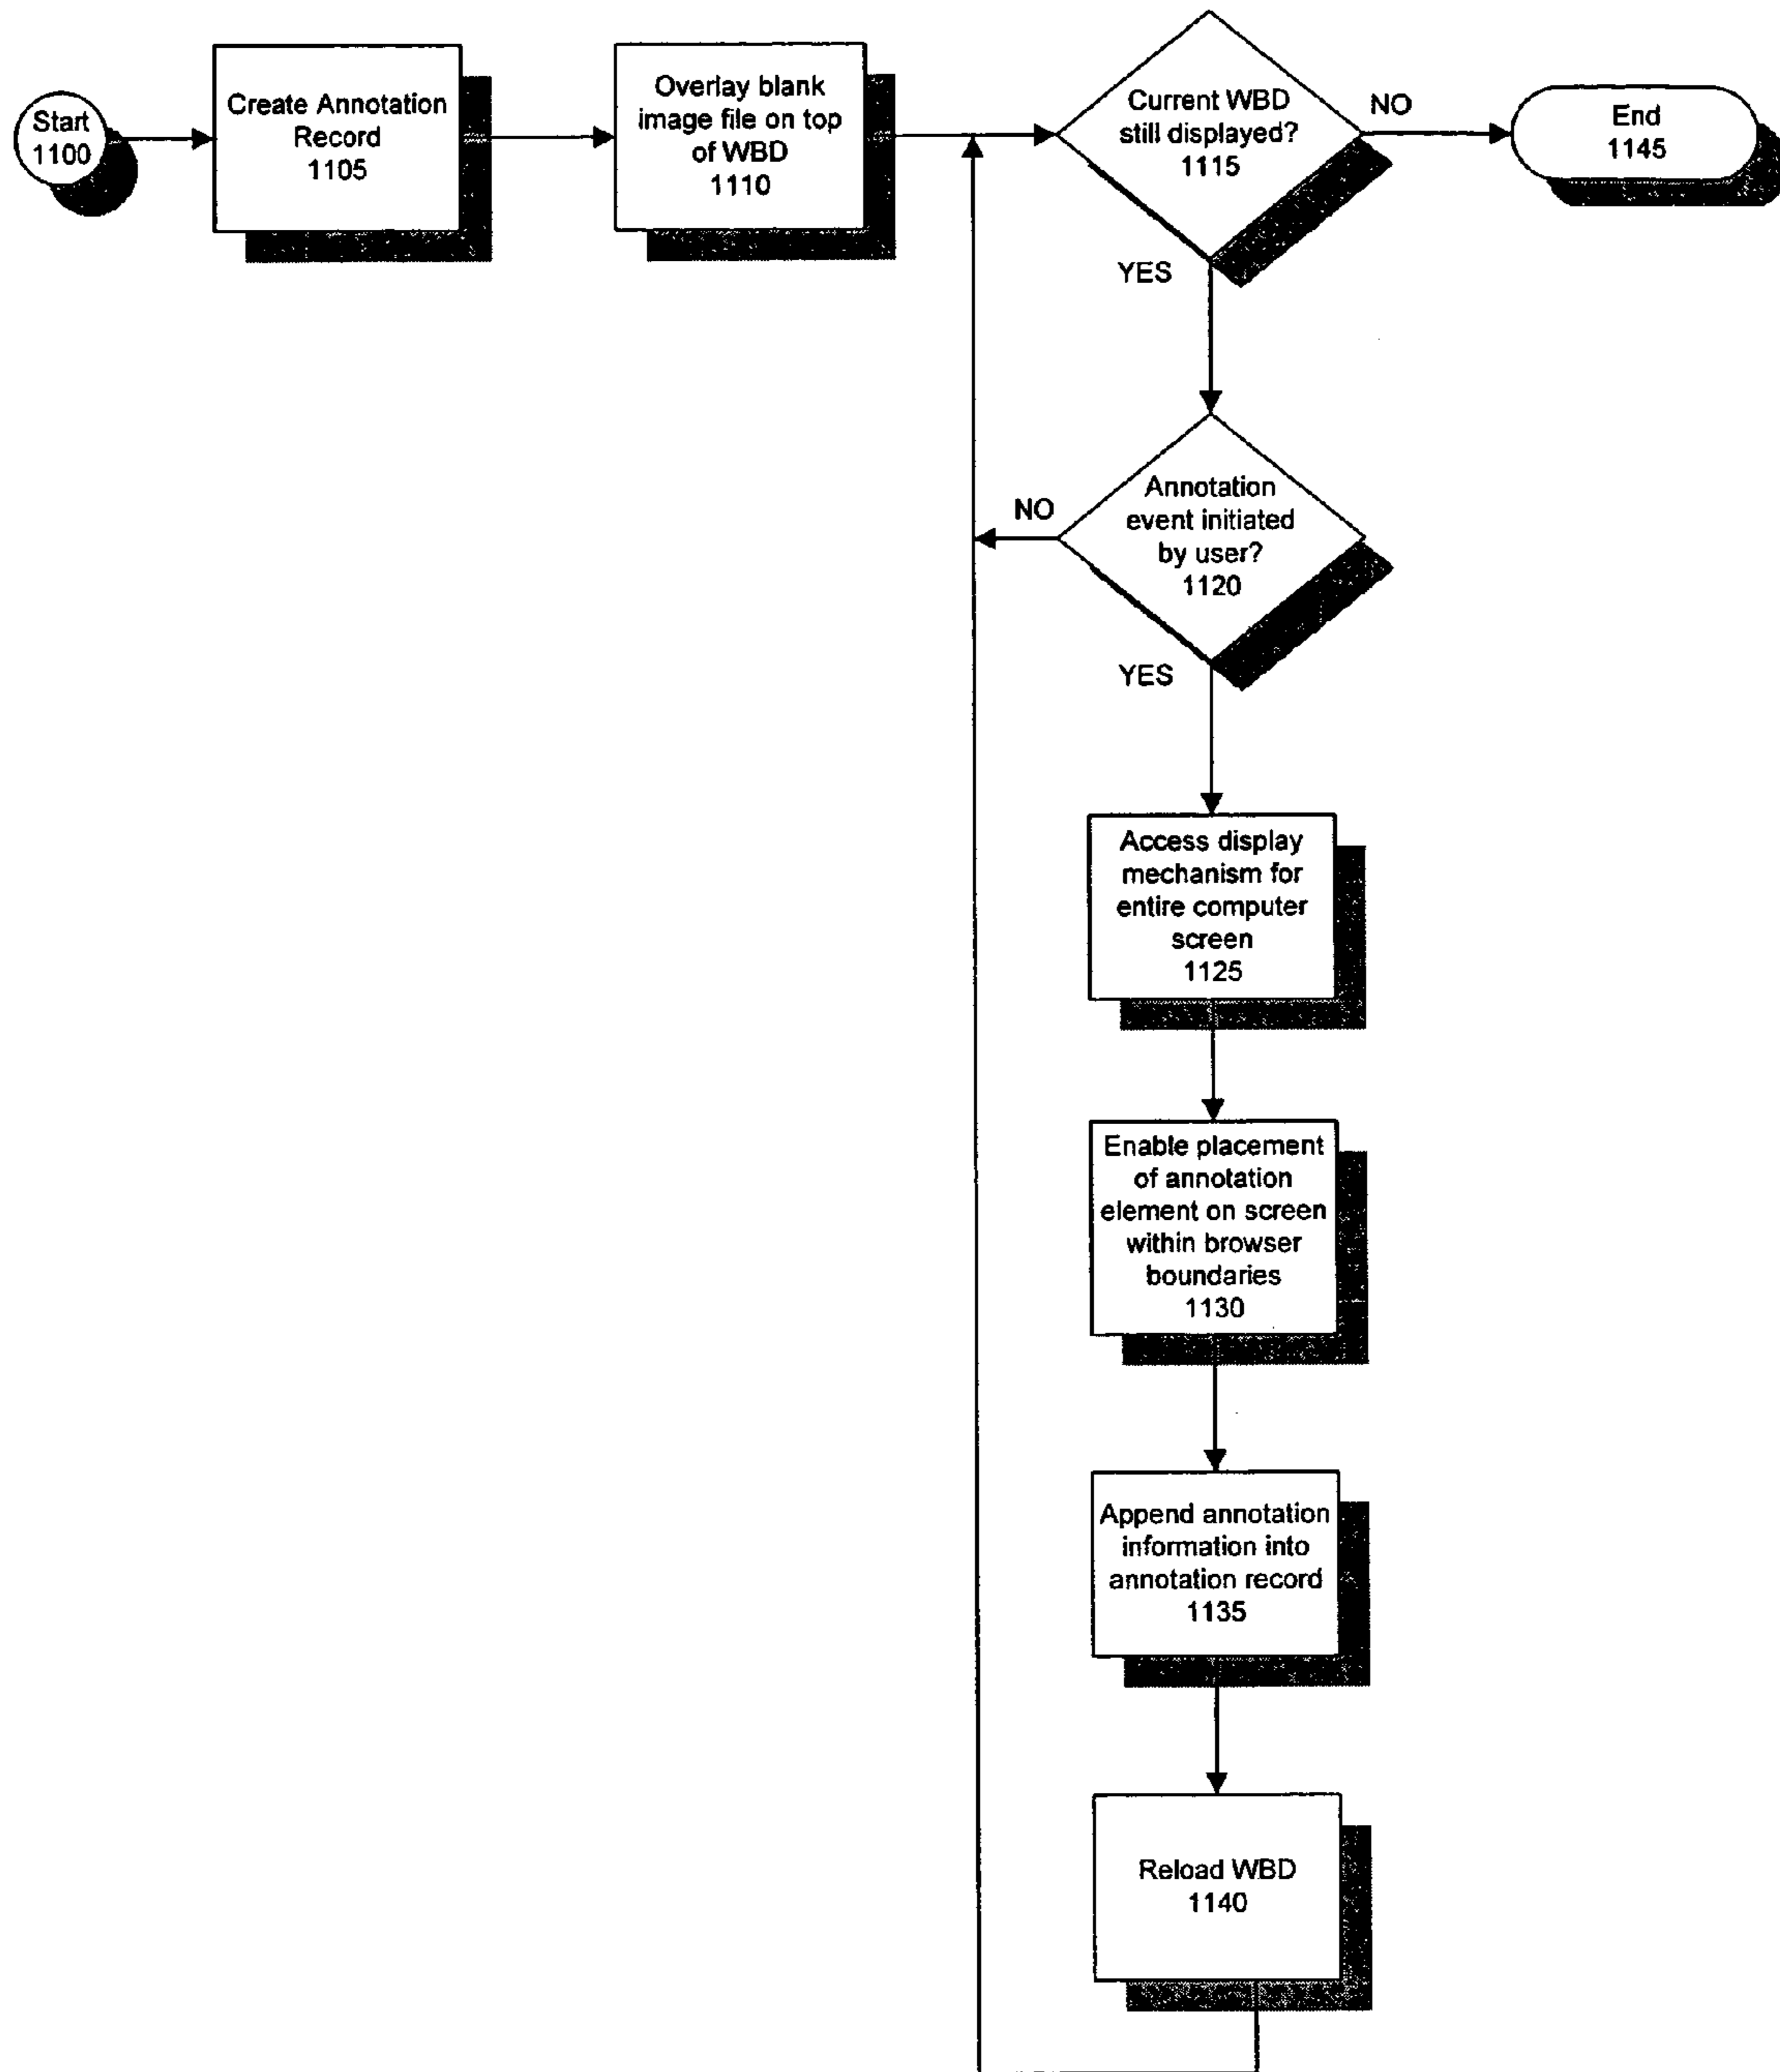 Start
1100
Create Annotation
Record
1105
Overlay blank
image file on top
of WBD
1110
Current WBD
still displayed?
1115
NO
End
1145
YES
Annotation
event initiated
by user?
1120
NO
YES
Access display
mechanism for
entire computer
screen
1125
Enable placement
of annotation
element on screen
within browser
boundaries
1130
Append annotation
information into
annotation record
1135
Reload WBD
1140